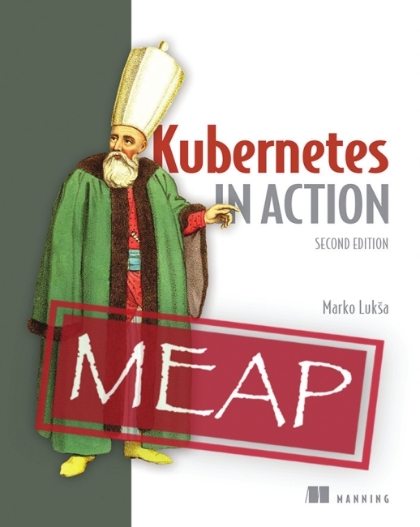 Kubernetes
IN ACTION
SECOND EDITION
Marko Lukša
MEAP
MANNING